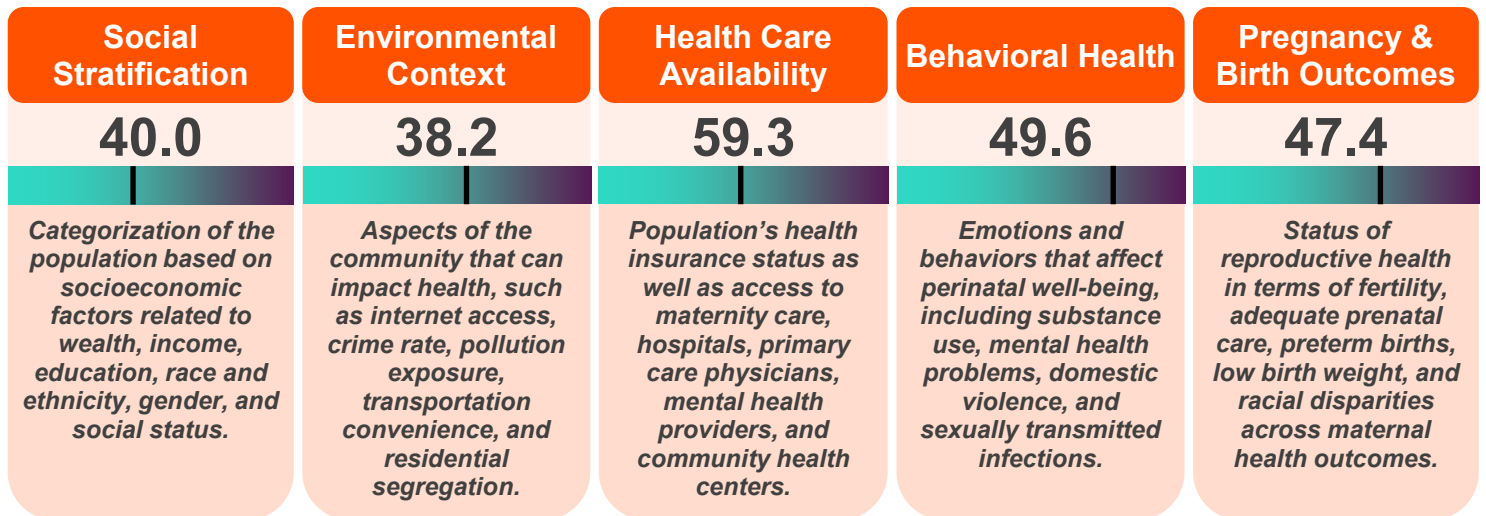 Social
Stratification
40.0
Categorization of the
population based on
socioeconomic
factors related to
wealth, income,
education, race and
ethnicity, gender, and
social status.
Environmental
Context
38.2
Aspects of the
community that can
impact health, such
as internet access,
crime rate, pollution
exposure,
transportation
convenience, and
residential
segregation.
Health Care
Availability
59.3
Population’s health
insurance status as
well as access to
maternity care,
hospitals, primary
care physicians,
mental health
providers, and
community health
centers.
Behavioral Health
49.6
Emotions and
behaviors that affect
perinatal well-being,
including substance
use, mental health
problems, domestic
violence, and
sexually transmitted
infections.
Pregnancy &
Birth Outcomes
47.4
Status of
reproductive health
in terms of fertility,
adequate prenatal
care, preterm births,
low birth weight, and
racial disparities
across maternal
health outcomes.